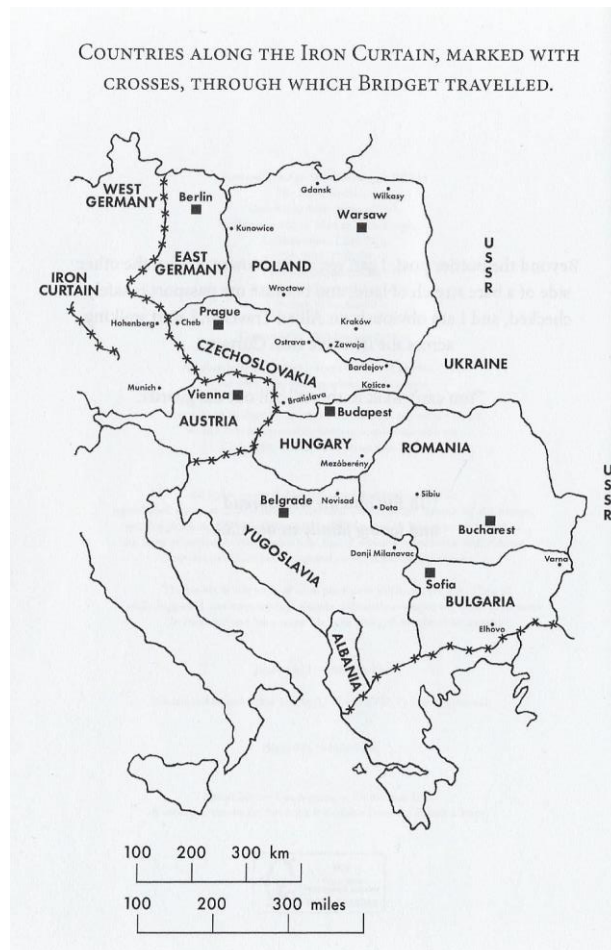 COUNTRIES ALONG THE IRON CURTAIN, MARKED WITH
CROSSES, THROUGH WHICH BRIDGET TRAVELLED.
WEST
GERMANY
Berlin
Gdansk
Wilkasy
Warsaw
Kunowice
EAST
GERMANY
POLAND
U
S
S
R
IRON
CURTAIN
Wroctaw
Prague
Hohenberg
Cheb
Kraków
Ostrava
Zawoja
CZECHOSLOVAKIA
Bardejov
UKRAINE
Košice
Munich
Vienna
Bratislava
Budapest
AUSTRIA
HUNGARY
ROMANIA
Mezőberény
U
S
S
R
Belgrade
Novisad
Sibiu
Deta
Bucharest
YUGOSLAVIA
Donji Milanavac
Varna
Sofia
BULGARIA
Elhovo
ALBANIA
100 200 300 km
100 200 300 miles